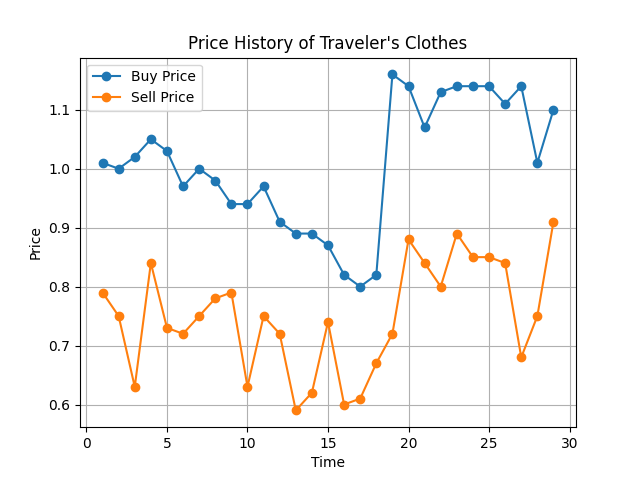 Price History of Traveler's Clothes
Buy Price
Sell Price
1.1
1.0
0.9
0.8
0.7
0.6
Price
0 5 10 15 20 25 30
Time